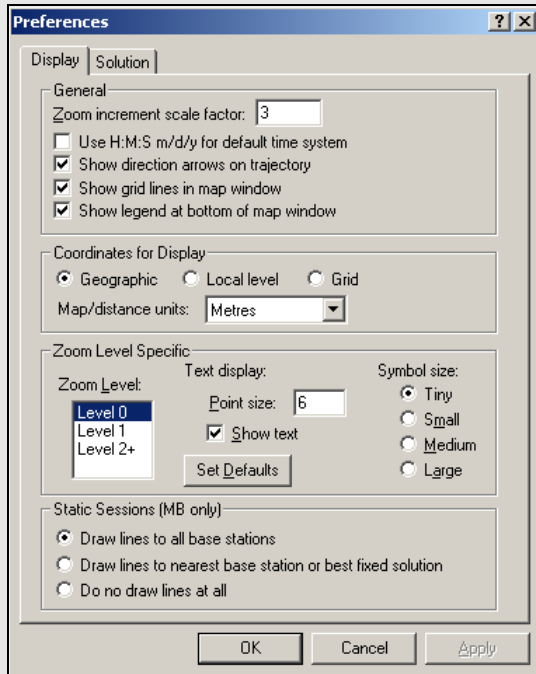 Preferences
Display Solution
General
Zoom increment scale factor: 3
Use H:M:S m/d/y for default time system
Show direction arrows on trajectory
Show grid lines in map window
Show legend at bottom of map window
Coordinates for Display
Geographic Local level Grid
Map/distance units: Metres
Zoom Level Specific
Zoom Level:
Level 0
Level 1
Level 2+
Text display:
Point size: 6
Show text
Set Defaults
Symbol size:
Tiny
Small
Medium
Large
Static Sessions (MB only)
Draw lines to all base stations
Draw lines to nearest base station or best fixed solution
Do no draw lines at all
OK Cancel Apply